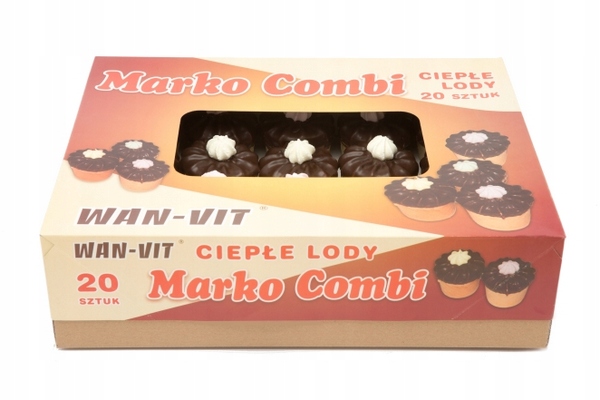 Marko Combi
CIEPŁE
LODY
20 SZTUK
WAN-VIT®
WAN-VIT® CIEPŁE LODY
20
SZTUK
Marko Combi